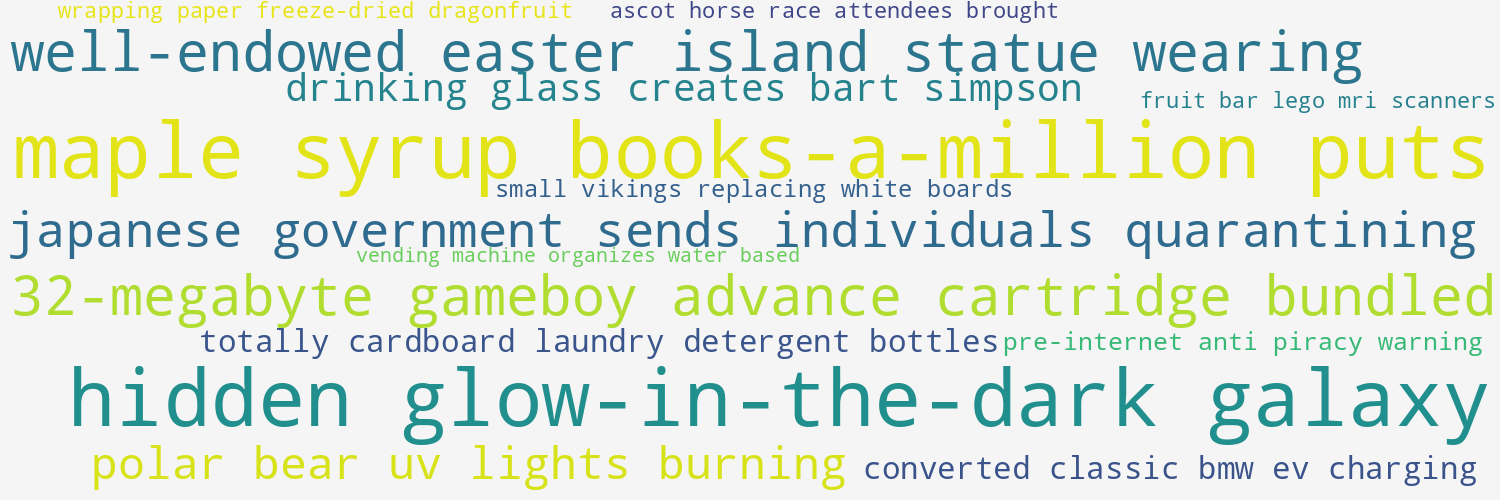 wrapping paper freeze-dried dragonfruit
ascot horse race attendees brought
well-endowed easter island statue wearing
drinking glass creates bart simpson
fruit bar lego mri scanners
maple syrup books-a-million puts
small vikings replacing white boards
japanese government sends individuals quarantining
vending machine organizes water based
32-megabyte gameboy advance cartridge bundled
totally cardboard laundry detergent bottles
pre-internet anti piracy warning
hidden glow-in-the-dark galaxy
polar bear uv lights burning
converted classic bmw ev charging